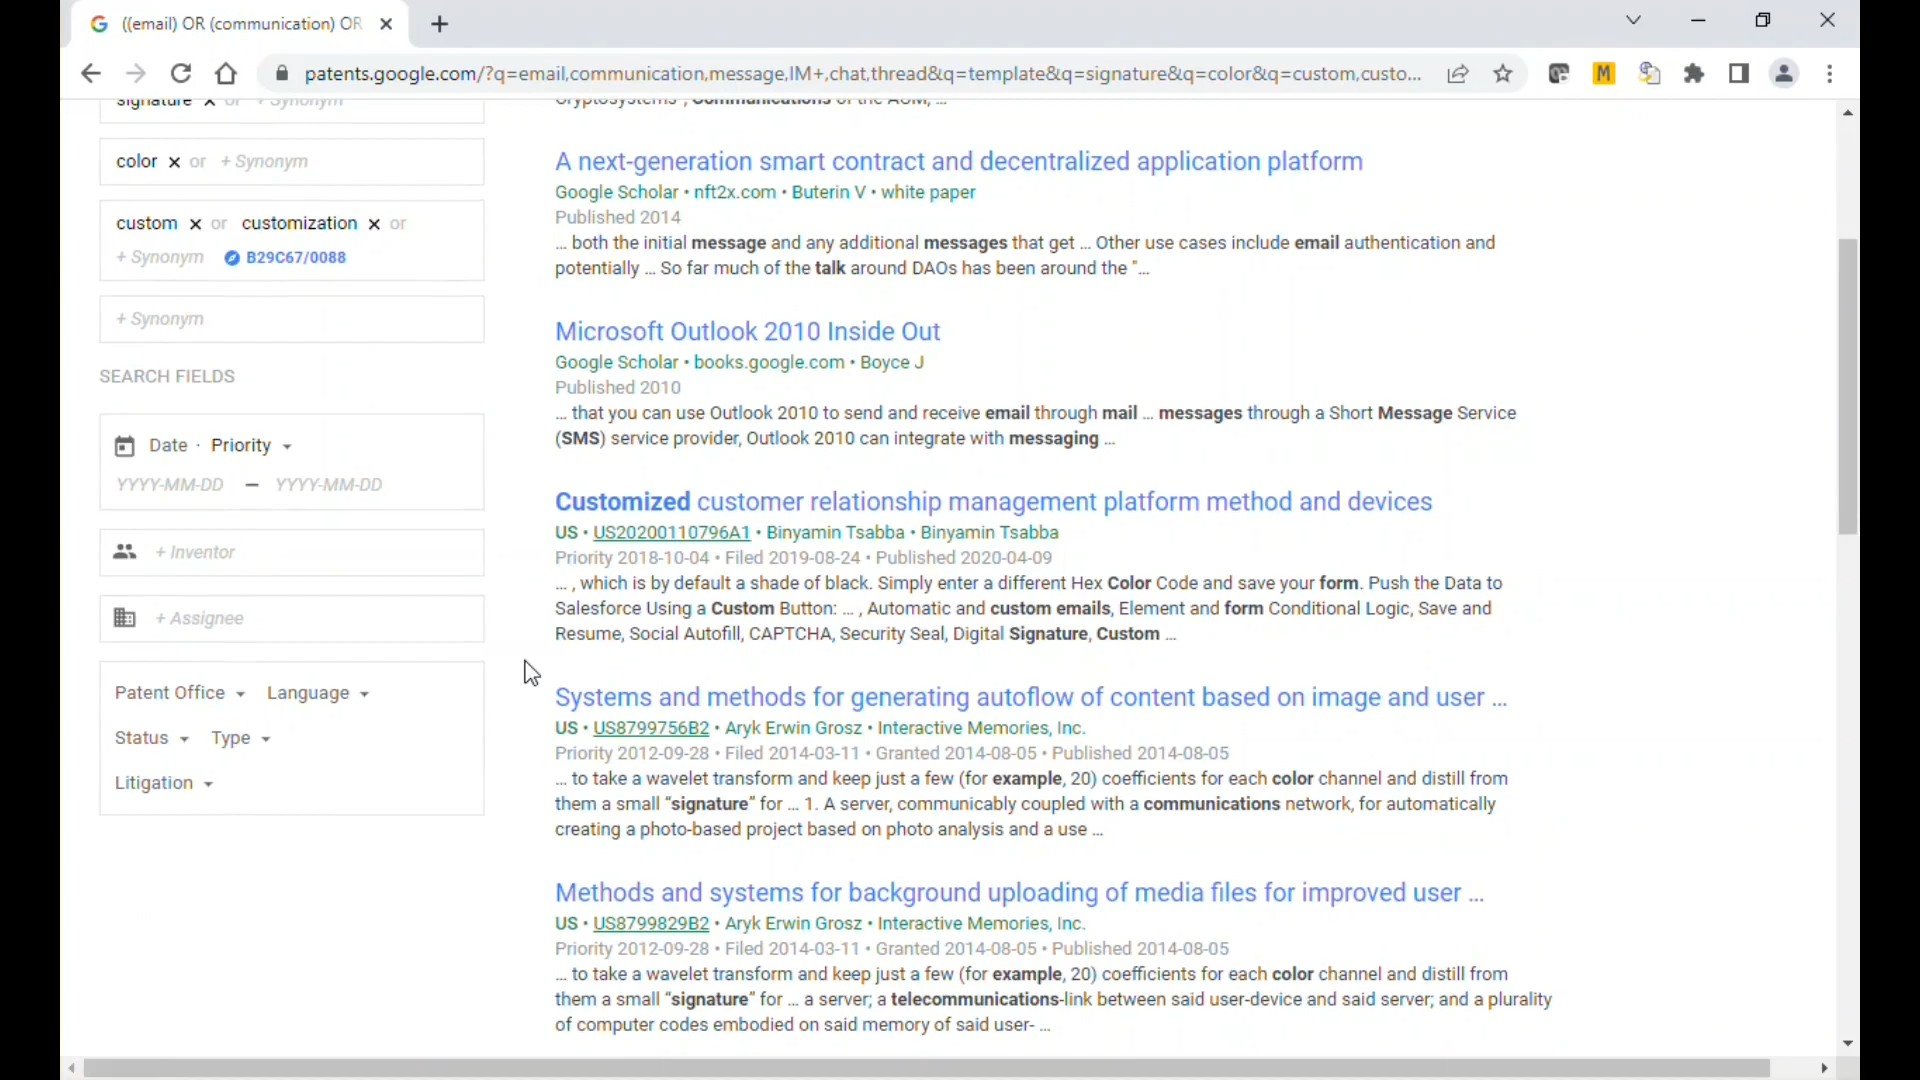 ((email) OR (communication) OR
patents.google.com/?q=email,communication,message,IM+,chat,thread&q=template&q=signature&q=color&q=custom,custo...
signature × or + Synonym
color × or + Synonym
custom × or customization × or
+ Synonym B29C67/0088
+ Synonym
SEARCH FIELDS
Date · Priority
YYYY-MM-DD – YYYY-MM-DD
+ Inventor
+ Assignee
Patent Office Language
Status Type
Litigation
Cryptosystems", Communications of the ACM, ...
A next-generation smart contract and decentralized application platform
Google Scholar • nft2x.com • Buterin V • white paper
Published 2014
... both the initial message and any additional messages that get ... Other use cases include email authentication and
potentially ... So far much of the talk around DAOs has been around the "...
Microsoft Outlook 2010 Inside Out
Google Scholar • books.google.com • Boyce J
Published 2010
... that you can use Outlook 2010 to send and receive email through mail ... messages through a Short Message Service
(SMS) service provider, Outlook 2010 can integrate with messaging ...
Customized customer relationship management platform method and devices
US • US20200110796A1 • Binyamin Tsabba • Binyamin Tsabba
Priority 2018-10-04 • Filed 2019-08-24 • Published 2020-04-09
... , which is by default a shade of black. Simply enter a different Hex Color Code and save your form. Push the Data to
Salesforce Using a Custom Button: ... , Automatic and custom emails, Element and form Conditional Logic, Save and
Resume, Social Autofill, CAPTCHA, Security Seal, Digital Signature, Custom ...
Systems and methods for generating autoflow of content based on image and user ...
US • US8799756B2 • Aryk Erwin Grosz • Interactive Memories, Inc.
Priority 2012-09-28 • Filed 2014-03-11 • Granted 2014-08-05 • Published 2014-08-05
... to take a wavelet transform and keep just a few (for example, 20) coefficients for each color channel and distill from
them a small “signature” for ... 1. A server, communicably coupled with a communications network, for automatically
creating a photo-based project based on photo analysis and a use ...
Methods and systems for background uploading of media files for improved user ...
US • US8799829B2 • Aryk Erwin Grosz • Interactive Memories, Inc.
Priority 2012-09-28 • Filed 2014-03-11 • Granted 2014-08-05 • Published 2014-08-05
... to take a wavelet transform and keep just a few (for example, 20) coefficients for each color channel and distill from
them a small “signature” for ... a server; a telecommunications-link between said user-device and said server; and a plurality
of computer codes embodied on said memory of said user- ...